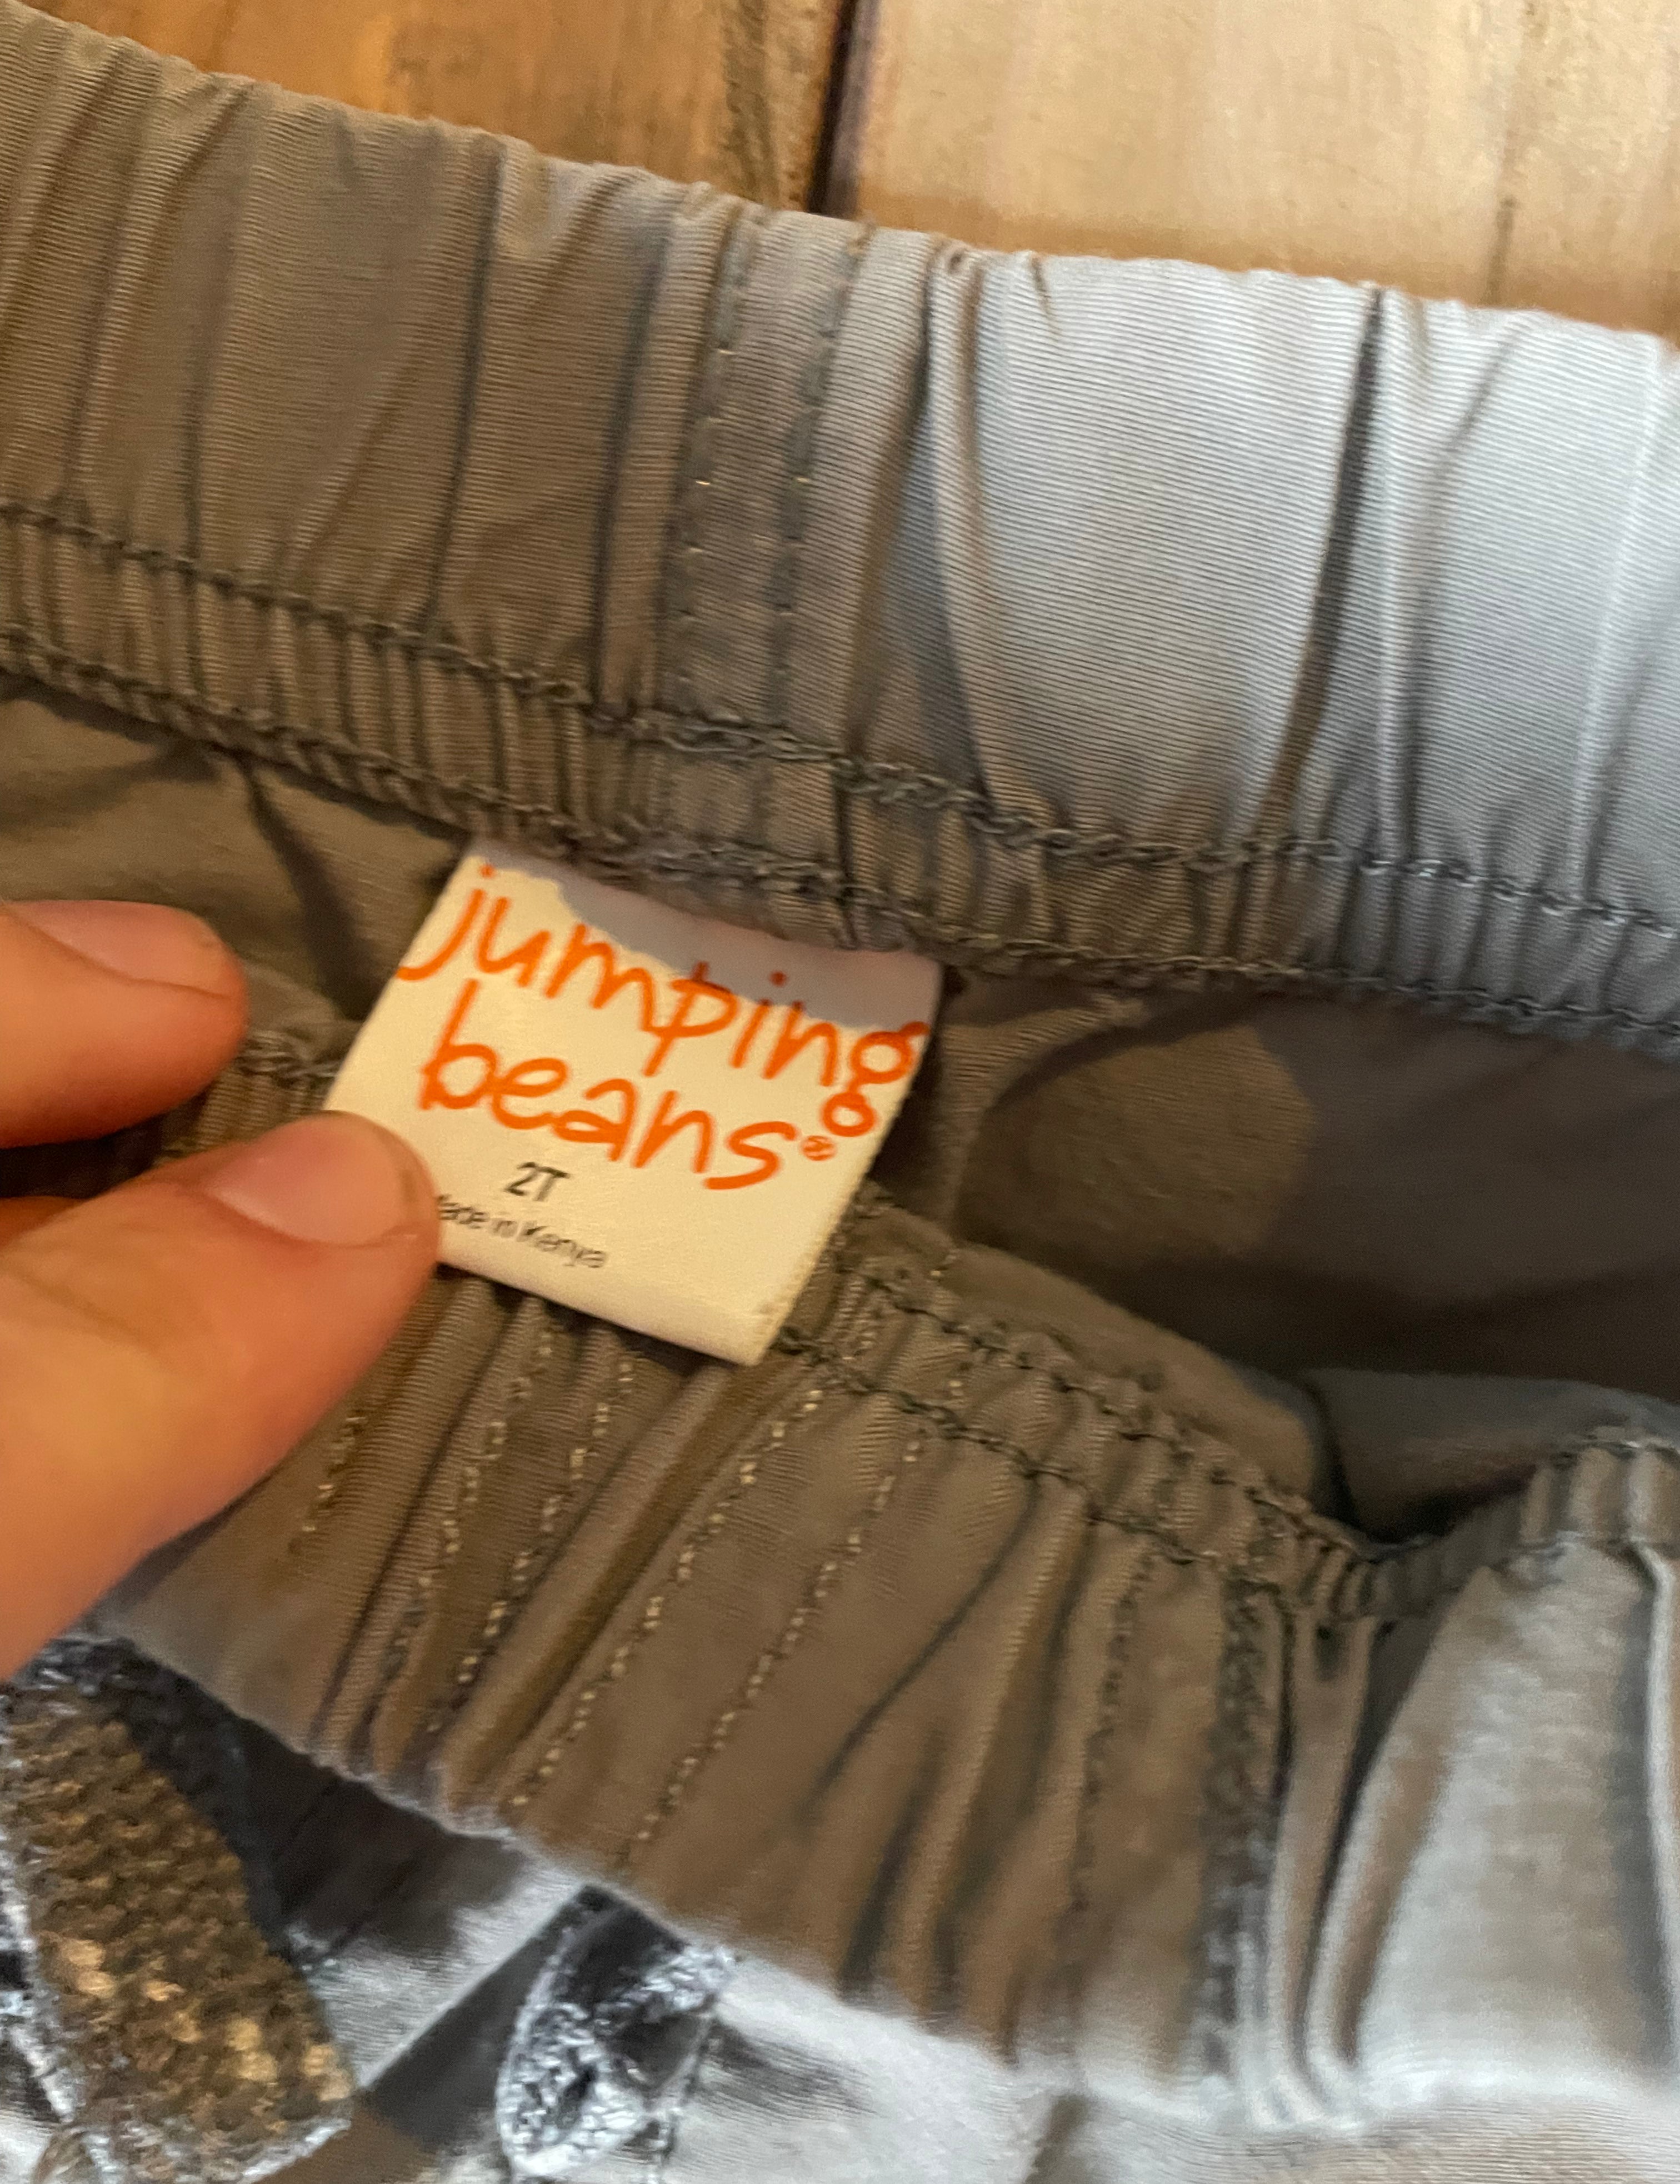 jumping
beans®
2T
Made in Kenya